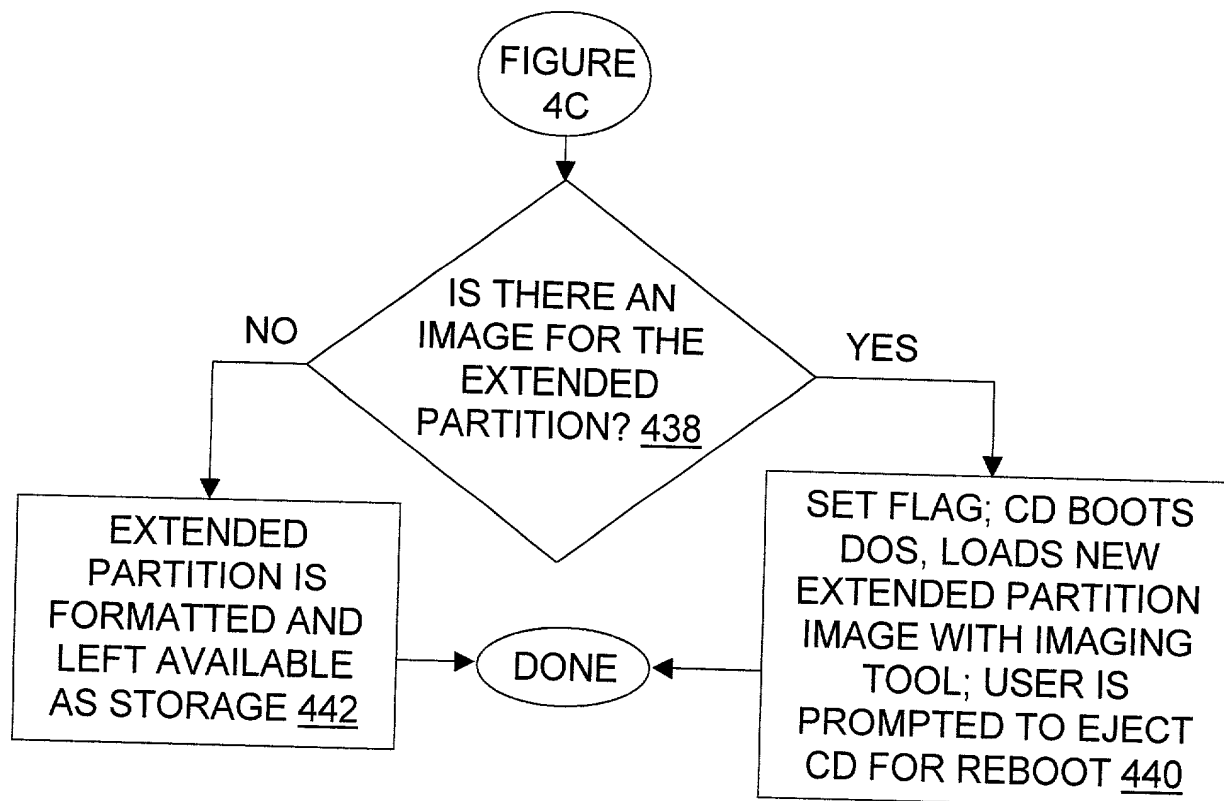 FIGURE
4C
IS THERE AN
IMAGE FOR THE
EXTENDED
PARTITION? 438
NO
YES
EXTENDED
PARTITION IS
FORMATTED AND
LEFT AVAILABLE
AS STORAGE 442
DONE
SET FLAG; CD BOOTS
DOS, LOADS NEW
EXTENDED PARTITION
IMAGE WITH IMAGING
TOOL; USER IS
PROMPTED TO EJECT
CD FOR REBOOT 440